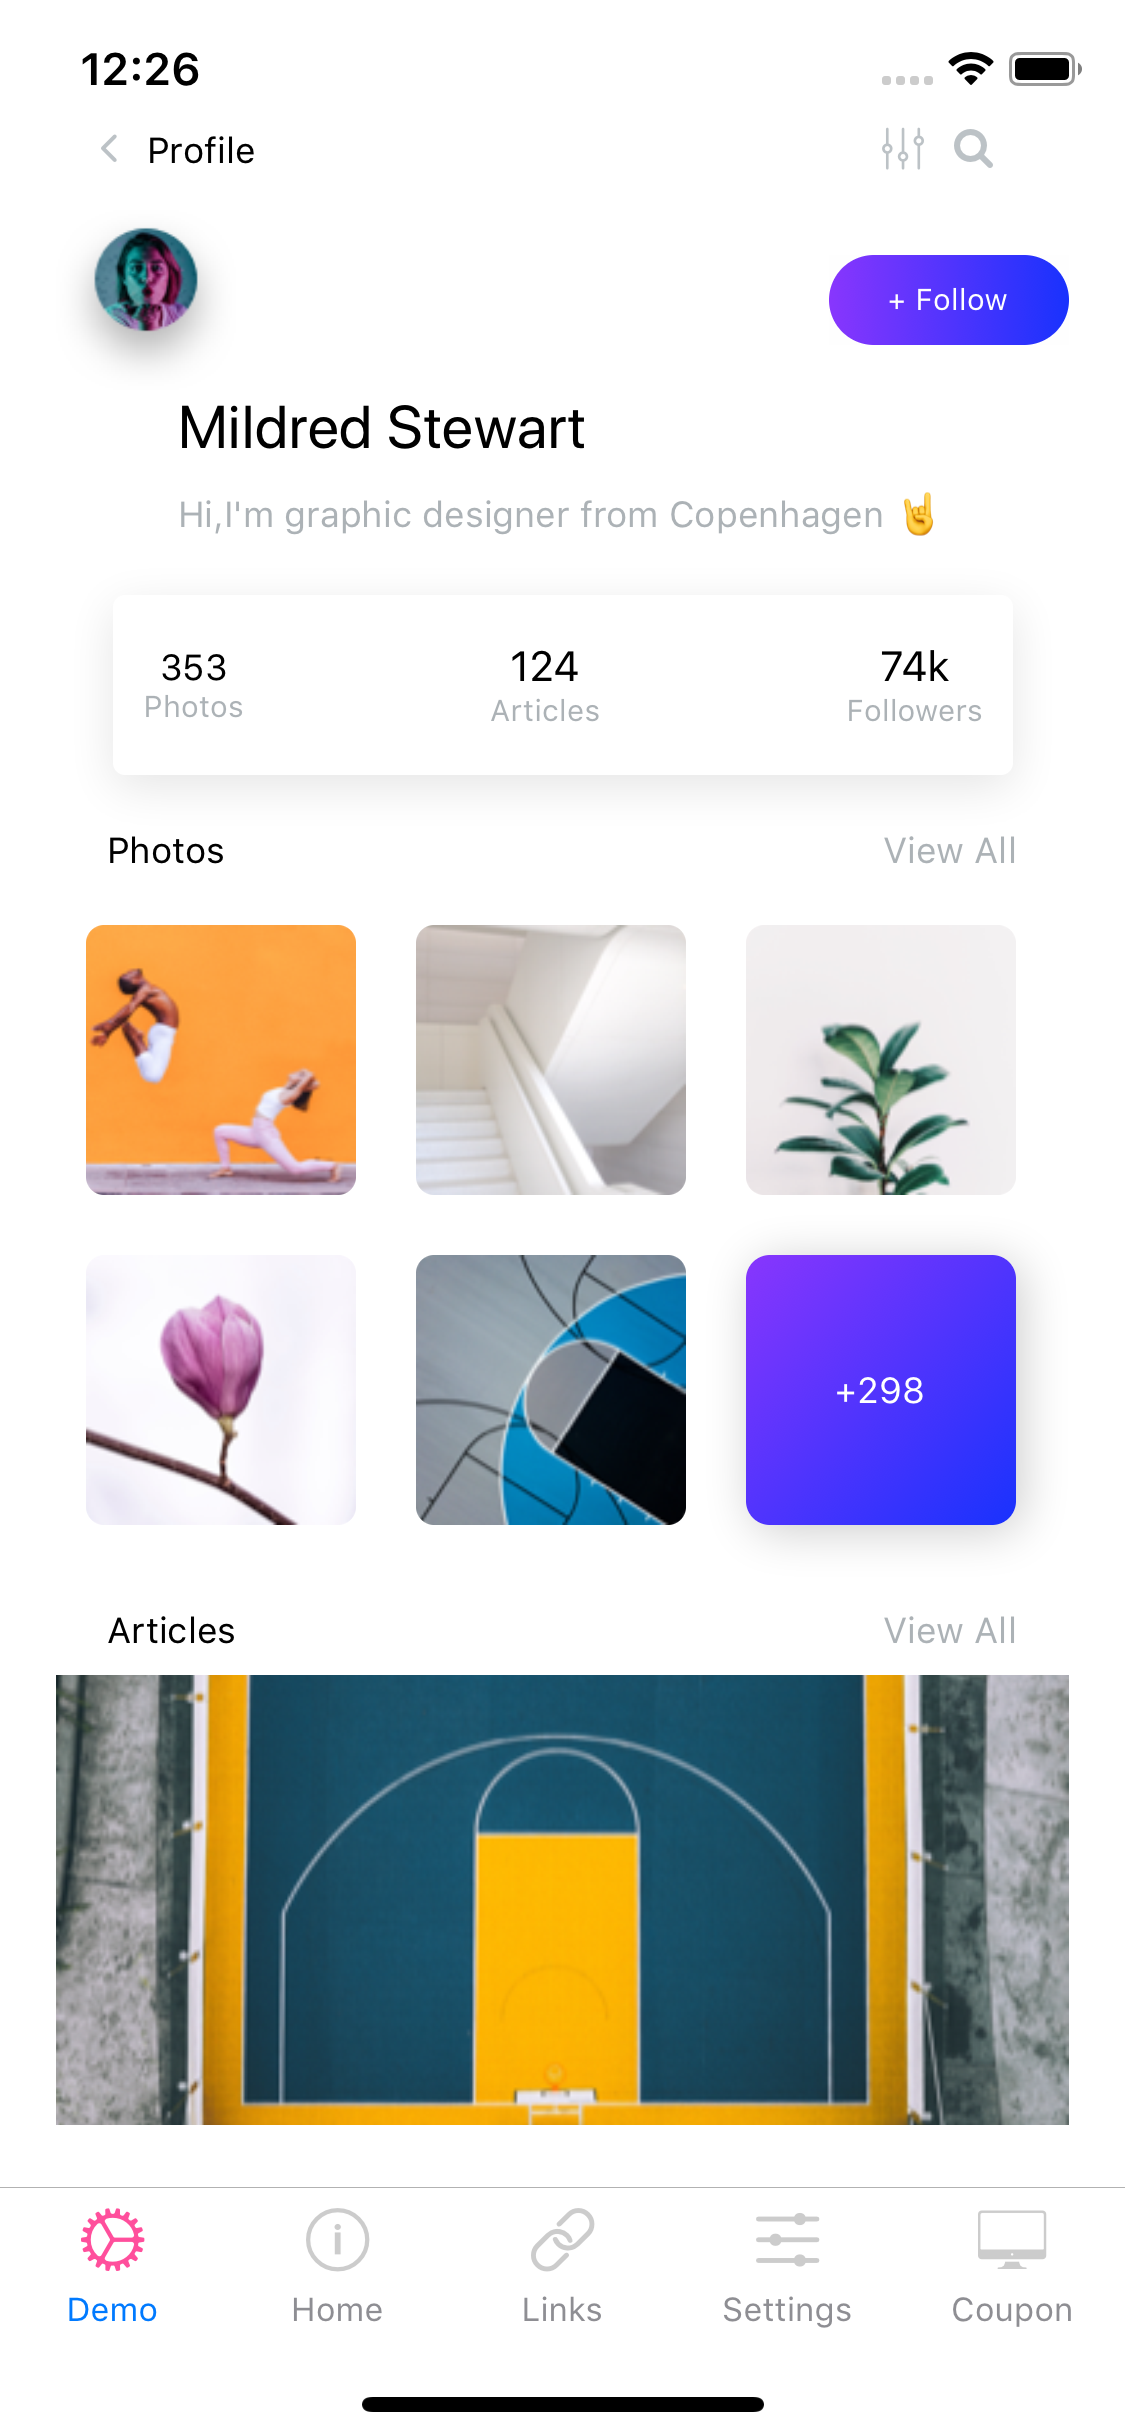 12:26
Profile
+ Follow
Mildred Stewart
Hi,I'm graphic designer from Copenhagen 🤘
353 124 74k
Photos Articles Followers
Photos View All
+298
Articles View All
Demo Home Links Settings Coupon